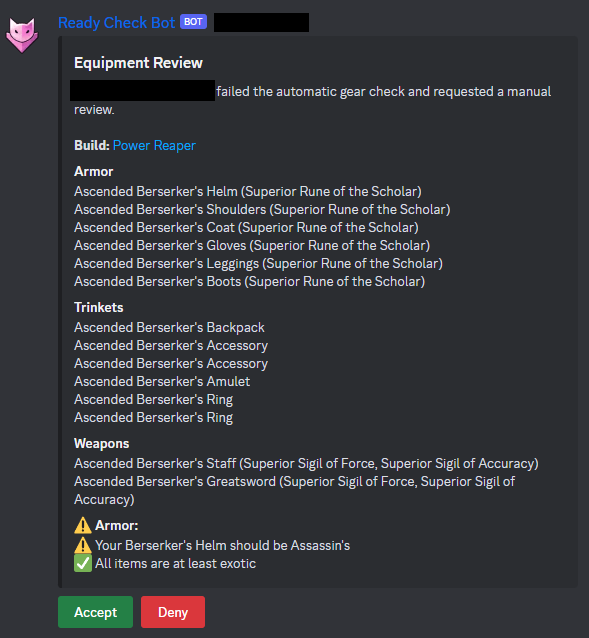 Ready Check Bot BOT
Equipment Review
failed the automatic gear check and requested a manual
review.
Build: Power Reaper
Armor
Ascended Berserker's Helm (Superior Rune of the Scholar)
Ascended Berserker's Shoulders (Superior Rune of the Scholar)
Ascended Berserker's Coat (Superior Rune of the Scholar)
Ascended Berserker's Gloves (Superior Rune of the Scholar)
Ascended Berserker's Leggings (Superior Rune of the Scholar)
Ascended Berserker's Boots (Superior Rune of the Scholar)
Trinkets
Ascended Berserker's Backpack
Ascended Berserker's Accessory
Ascended Berserker's Accessory
Ascended Berserker's Amulet
Ascended Berserker's Ring
Ascended Berserker's Ring
Weapons
Ascended Berserker's Staff (Superior Sigil of Force, Superior Sigil of Accuracy)
Ascended Berserker's Greatsword (Superior Sigil of Force, Superior Sigil of
Accuracy)
⚠️ Armor:
⚠️ Your Berserker's Helm should be Assassin's
✅ All items are at least exotic
Accept Deny